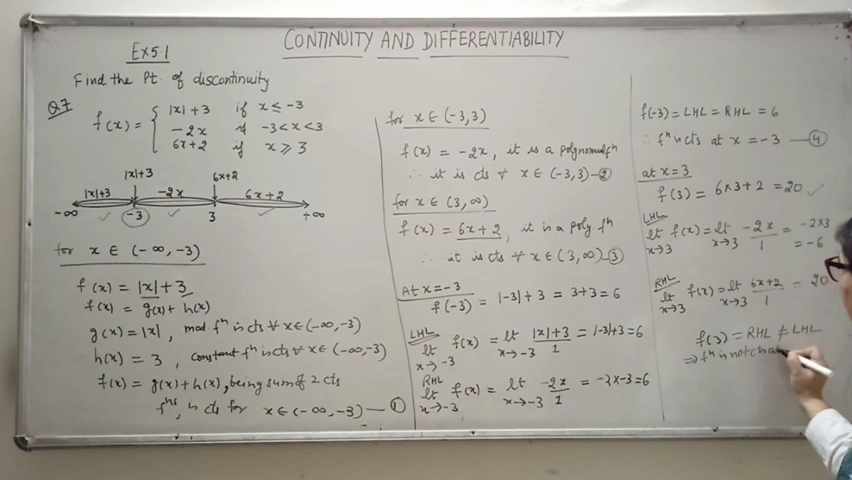 CONTINUITY AND DIFFERENTIABILITY
Ex 5.1
Find the Pt. of discontinuity
Q7
f(x) = { |x| + 3 if x ≤ -3
-2x if -3 < x < 3
6x+2 if x ≥ 3
|x|+3 6x+2
|x|+3 -2x 6x+2
-∞ -3 3 +∞
for x ∈ (-∞, -3)
f(x) = |x| + 3
f(x) = g(x) + h(x)
g(x) = |x|, mod. fⁿ is cts ∀ x ∈ (-∞, -3)
h(x) = 3, constant fⁿ is cts ∀ x ∈ (-∞, -3)
f(x) = g(x) + h(x), being sum of 2 cts
fⁿˢ, is cts for x ∈ (-∞, -3) — ①
for x ∈ (-3, 3)
f(x) = -2x, it is a polynomial fⁿ
∴ it is cts ∀ x ∈ (-3, 3) - ②
for x ∈ (3, ∞)
f(x) = 6x+2, it is a poly fⁿ
∴ it is cts ∀ x ∈ (3, ∞) - ③
At x = -3
f(-3) = |-3| + 3 = 3+3 = 6
LHL
lt f(x) = lt |x|+3 / 1 = |-3|+3 = 6
x→-3 x→-3
RHL
lt f(x) = lt -2x / 1 = -2x-3 = 6
x→-3 x→-3
f(-3) = LHL = RHL = 6
∴ fⁿ is cts at x = -3 — ④
at x = 3
f(3) = 6x3+2 = 20 ✓
LHL
lt f(x) = lt -2x / 1 = -2x3
x→3 x→3 = -6
RHL
lt f(x) = lt 6x+2 / 1 = 20
x→3 x→3
f(3) = RHL ≠ LHL
⇒ fⁿ is not cts at